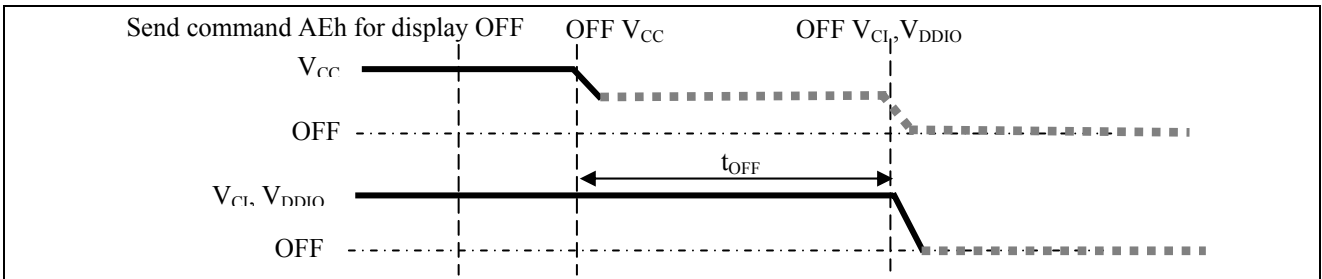 Send command AEh for display OFF OFF VCC OFF VCI ,VDDIO
VCC
OFF
tOFF
VCI, VDDIO
OFF